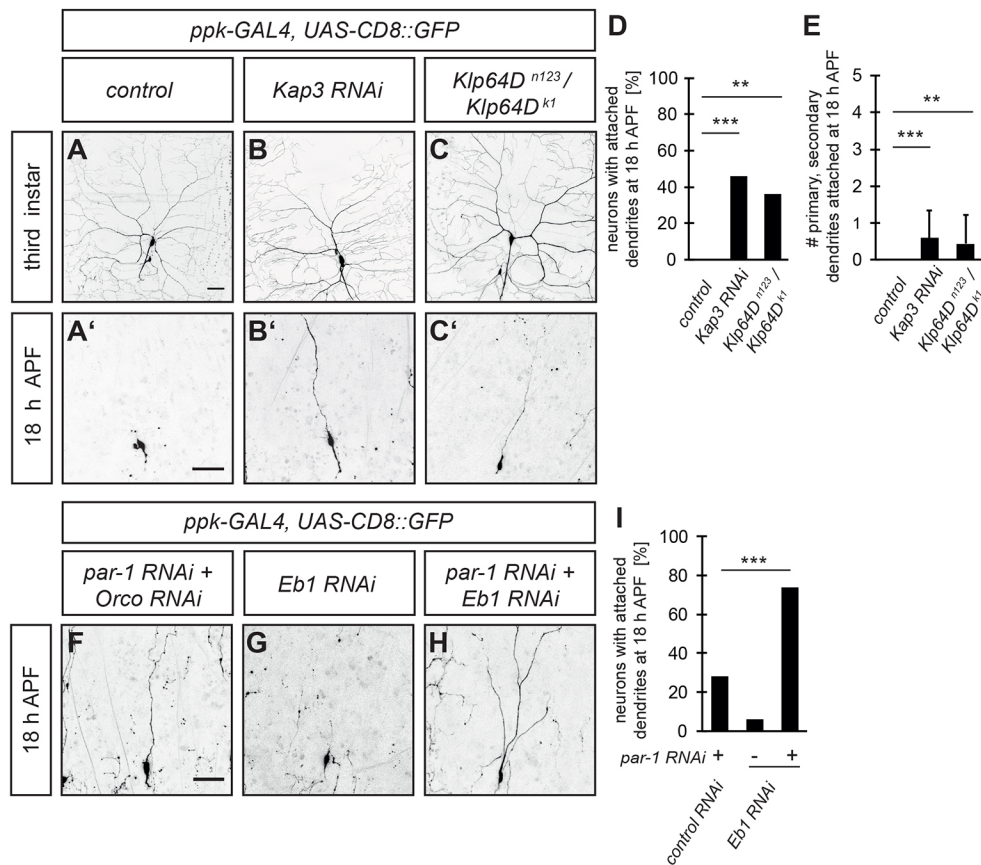 ppk-GAL4, UAS-CD8::GFP
control
Kap3 RNAi
Klp64D n123 /
Klp64D k1
third instar
A
B
C
18 h APF
A'
B'
C'
D
neurons with attached
dendrites at 18 h APF [%]
100
80
60
40
20
0
**
***
control
Kap3 RNAi
Klp64D n123 /
Klp64D k1
E
# primary, secondary
dendrites attached at 18 h APF
5
4
3
2
1
0
**
***
control
Kap3 RNAi
Klp64D n123 /
Klp64D k1
ppk-GAL4, UAS-CD8::GFP
par-1 RNAi +
Orco RNAi
Eb1 RNAi
par-1 RNAi +
Eb1 RNAi
18 h APF
F
G
H
I
neurons with attached
dendrites at 18 h APF [%]
100
80
60
40
20
0
***
par-1 RNAi + - +
control RNAi
Eb1 RNAi